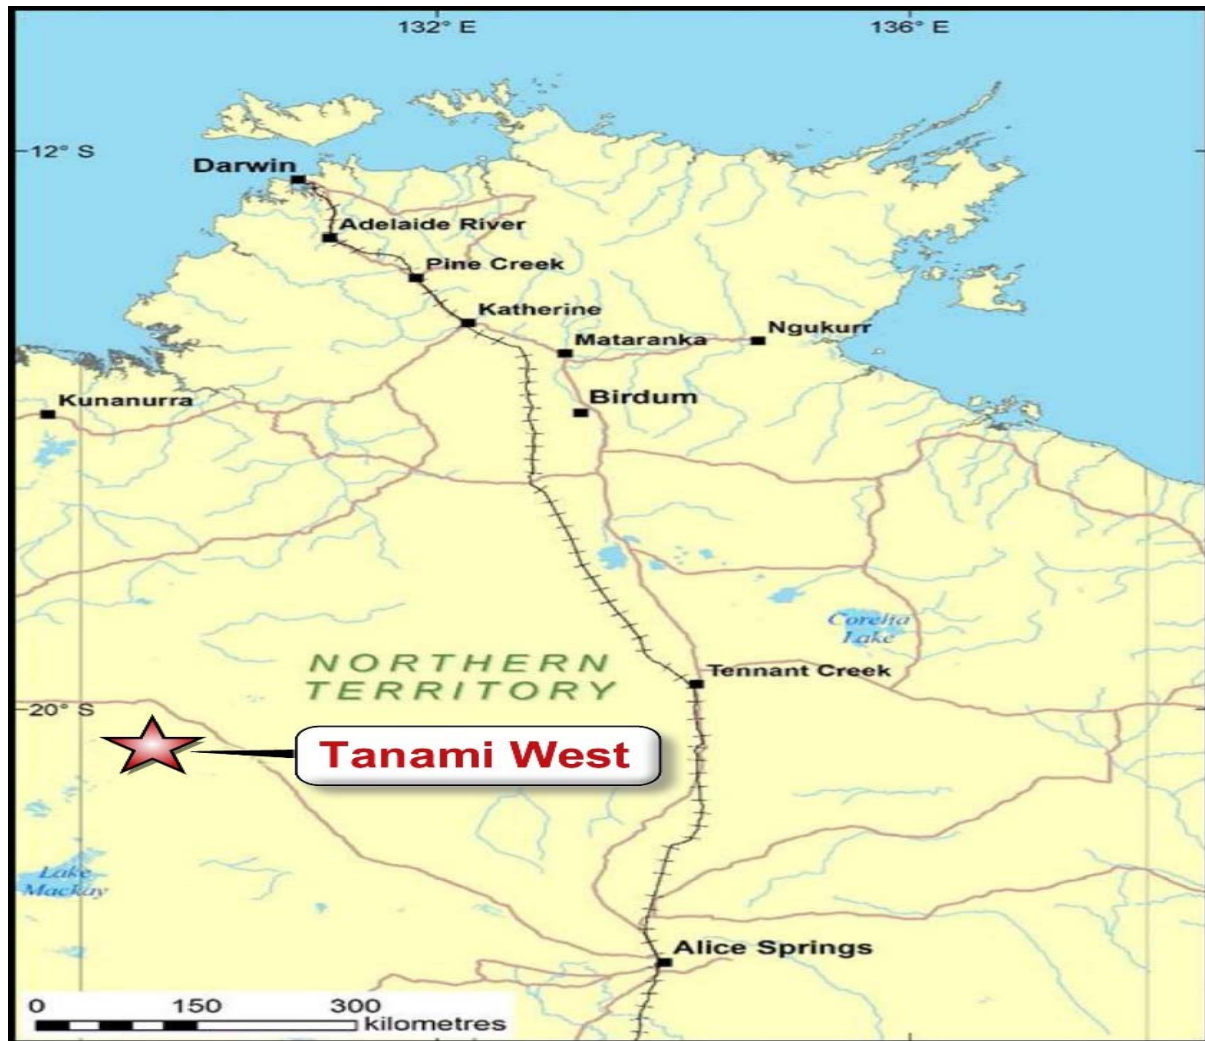 132° E
136° E
12° S
Darwin
Adelaide River
Pine Creek
Katherine
Mataranka
Ngukurr
Kunanurra
Birdum
Corelia
Lake
NORTHERN
TERRITORY
Tennant Creek
20° S
Tanami West
Lake
Mackay
Alice Springs
0 150 300
kilometres